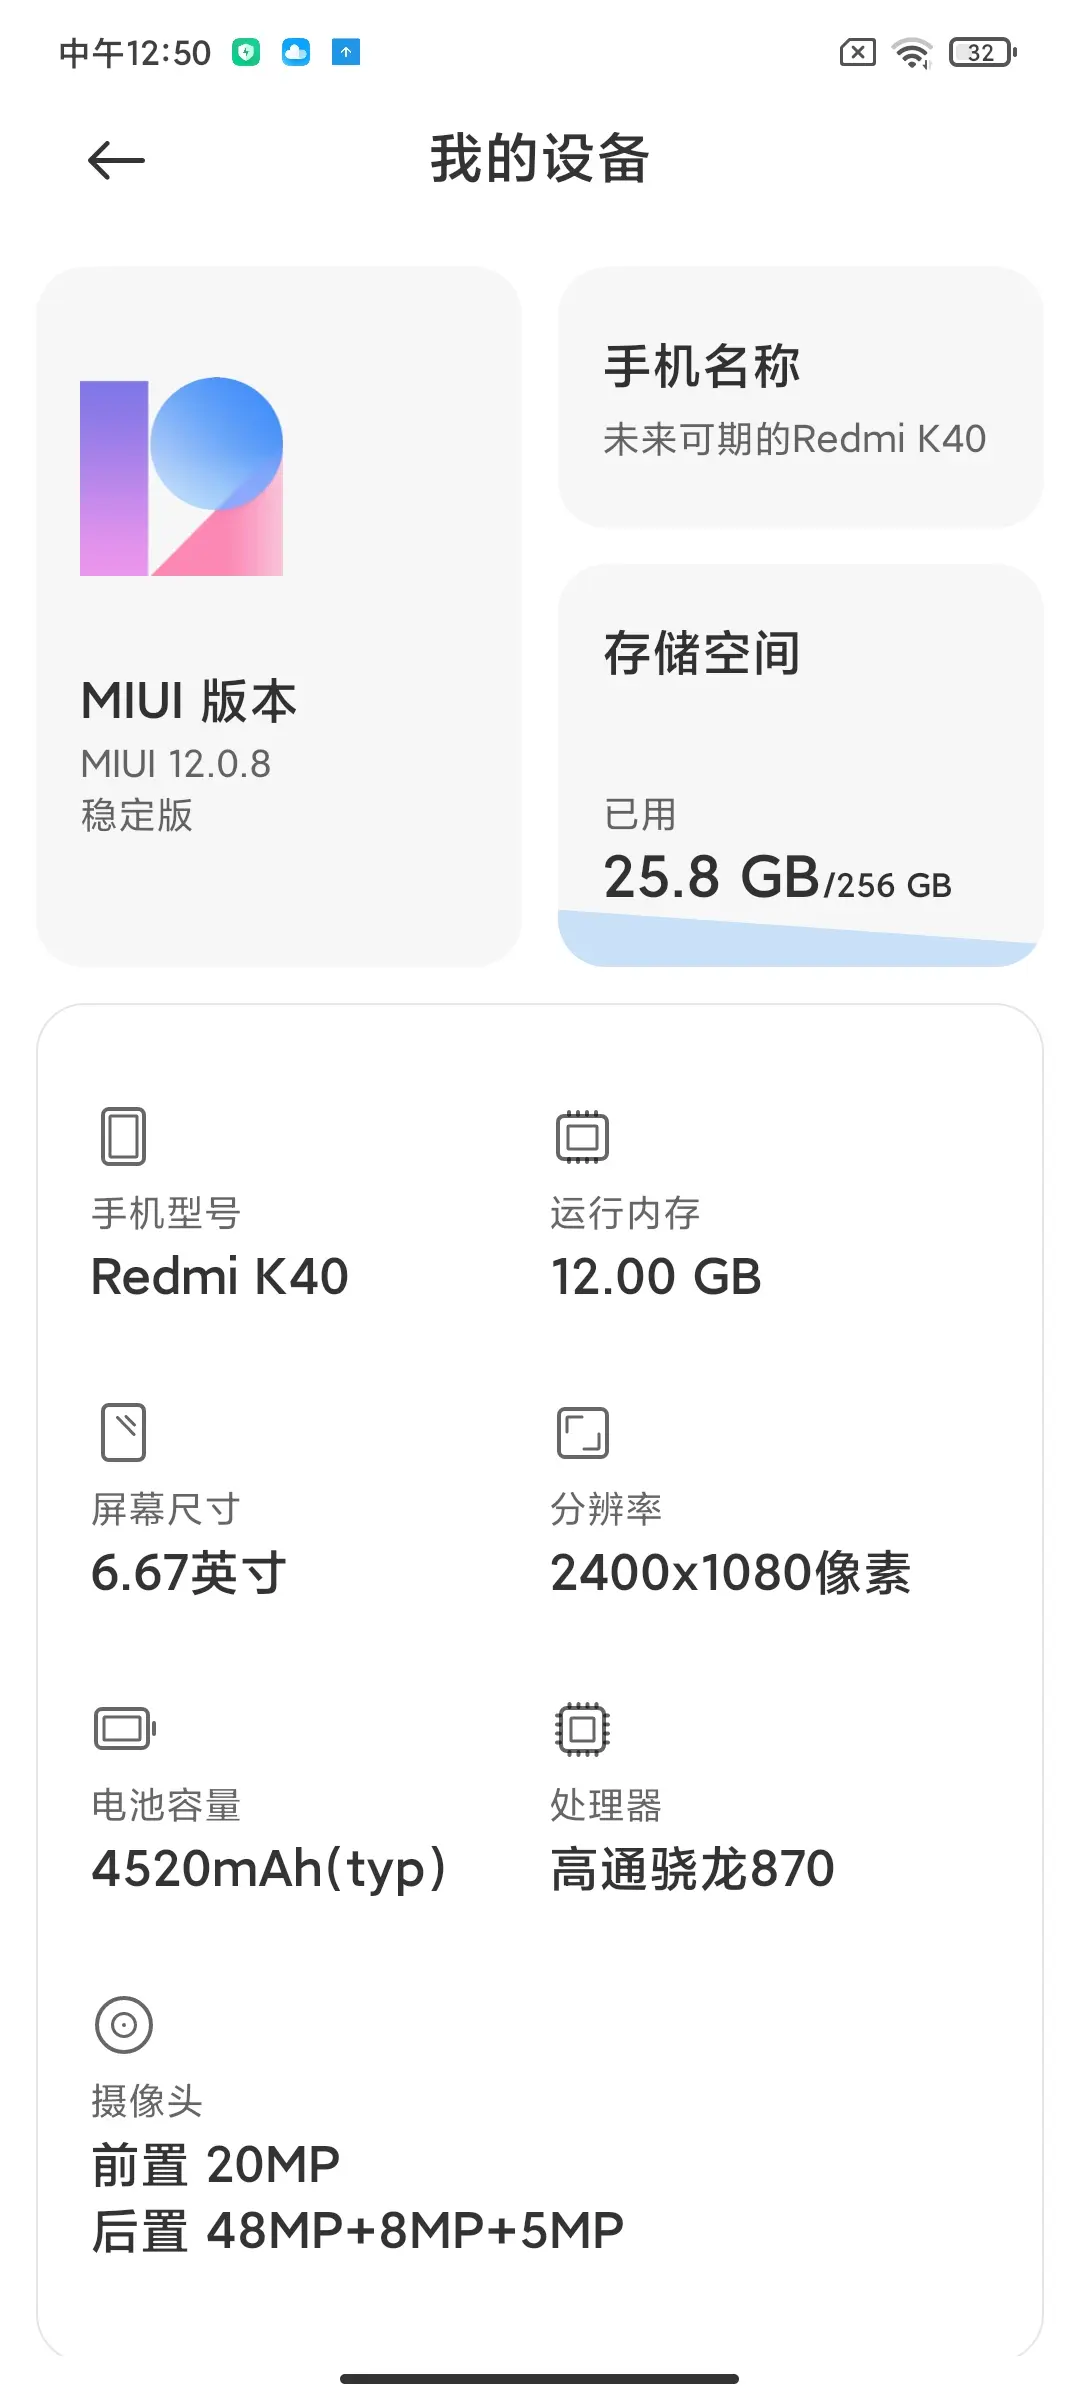 中午12:50
32
我的设备
MIUI 版本
MIUI 12.0.8
稳定版
手机名称
未来可期的Redmi K40
存储空间
已用
25.8 GB/256 GB
手机型号
Redmi K40
运行内存
12.00 GB
屏幕尺寸
6.67英寸
分辨率
2400x1080像素
电池容量
4520mAh(typ)
处理器
高通骁龙870
摄像头
前置 20MP
后置 48MP+8MP+5MP